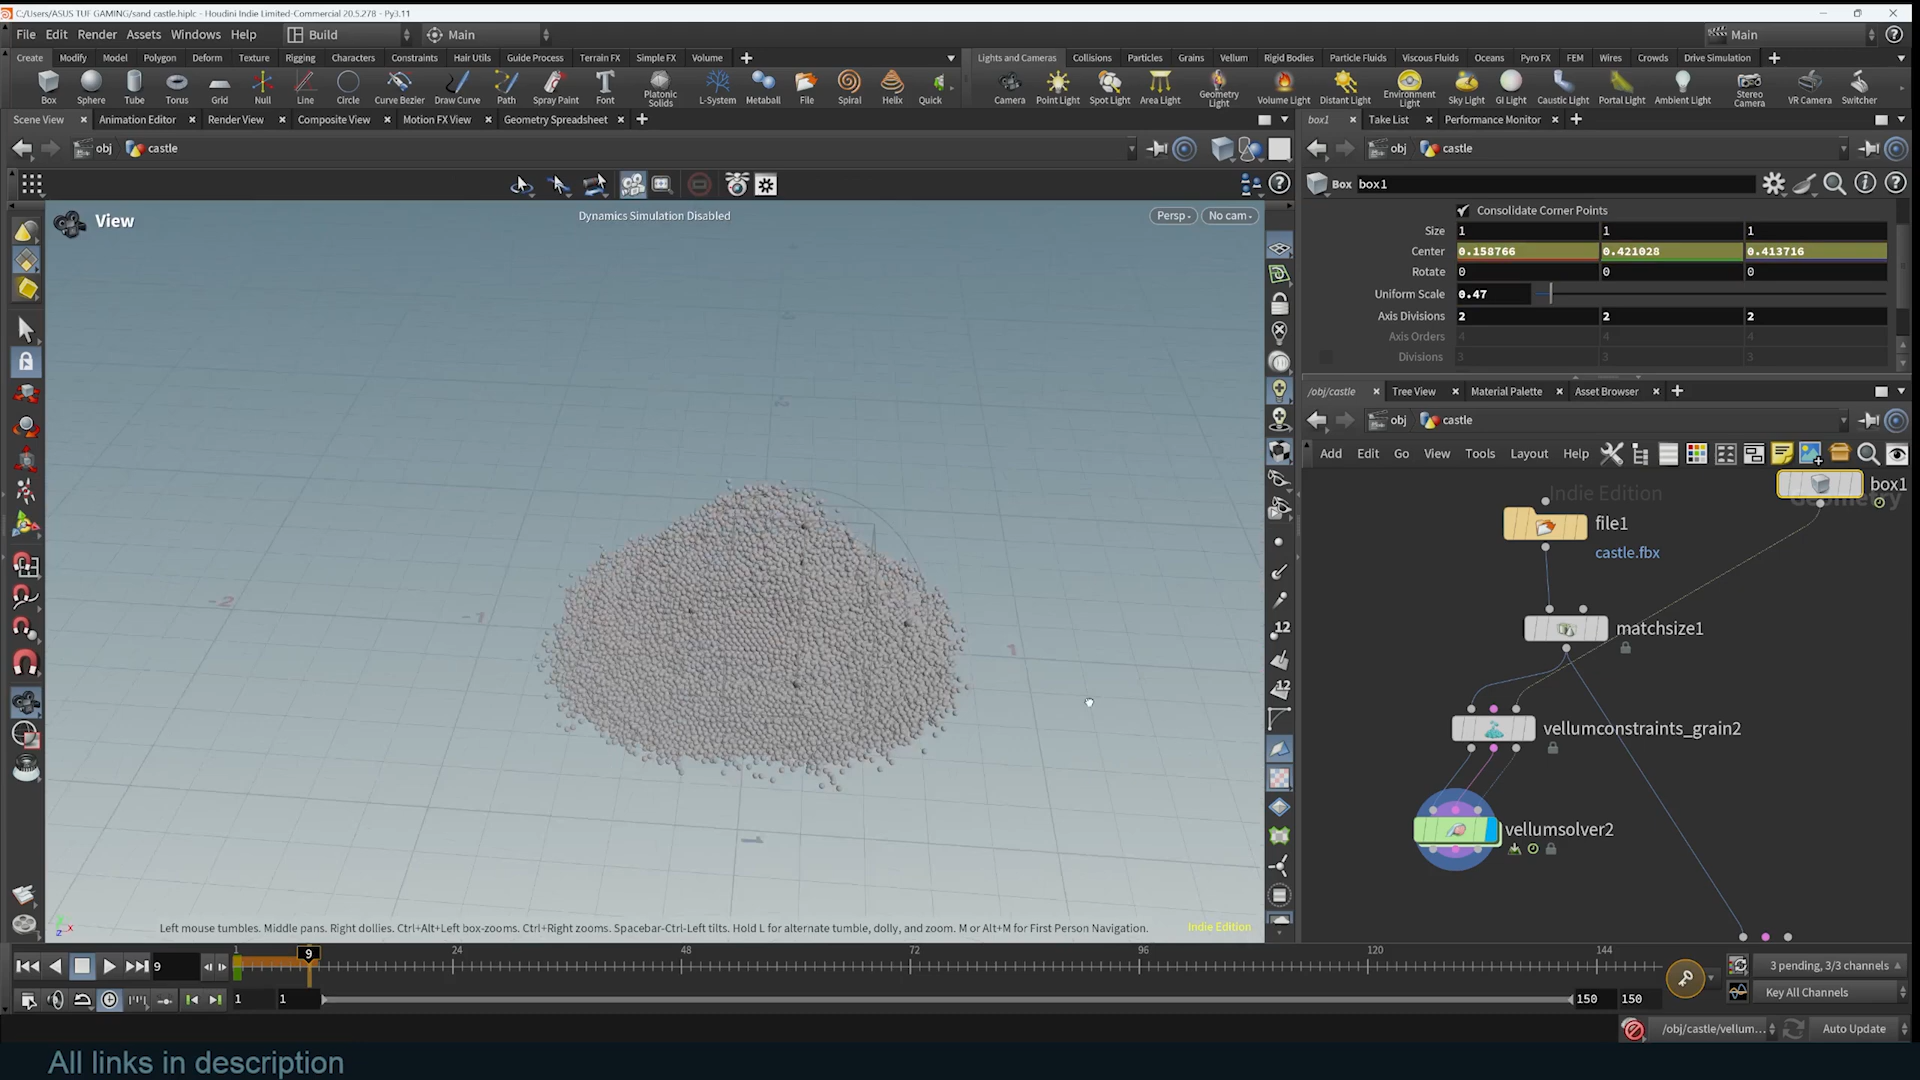 C:/Users/ASUS TUF GAMING/sand castle.hiplc - Houdini Indie Limited-Commercial 20.5.278 - Py3.11
File Edit Render Assets Windows Help Build Main Main
Create Modify Model Polygon Deform Texture Rigging Characters Constraints Hair Utils Guide Process Terrain FX Simple FX Volume
Lights and Cameras Collisions Particles Grains Vellum Rigid Bodies Particle Fluids Viscous Fluids Oceans Pyro FX FEM Wires Crowds Drive Simulation
Box Sphere Tube Torus Grid Null Line Circle Curve Bezier Draw Curve Path Spray Paint Font Platonic Solids L-System Metaball File Spiral Helix Quick
Camera Point Light Spot Light Area Light Geometry Light Volume Light Distant Light Environment Light Sky Light GI Light Caustic Light Portal Light Ambient Light Stereo Camera VR Camera Switcher
Scene View Animation Editor Render View Composite View Motion FX View Geometry Spreadsheet
box1 Take List Performance Monitor
obj castle
obj castle
Box box1
View
Dynamics Simulation Disabled
Persp No cam
Consolidate Corner Points
Size 1 1 1
Center 0.158766 0.421028 0.413716
Rotate 0 0 0
Uniform Scale 0.47
Axis Divisions 2 2 2
Axis Orders 4 4 4
Divisions 3 3 3
/obj/castle Tree View Material Palette Asset Browser
obj castle
Add Edit Go View Tools Layout Help
Indie Edition
Geometry
box1
file1
castle.fbx
matchsize1
vellumconstraints_grain2
vellumsolver2
-2
-1
1
12
12
Left mouse tumbles. Middle pans. Right dollies. Ctrl+Alt+Left box-zooms. Ctrl+Right zooms. Spacebar-Ctrl-Left tilts. Hold L for alternate tumble, dolly, and zoom. M or Alt+M for First Person Navigation.
Indie Edition
1 9 24 48 72 96 120 144
9
3 pending, 3/3 channels
1 1 150 150
Key All Channels
/obj/castle/vellum... Auto Update
All links in description